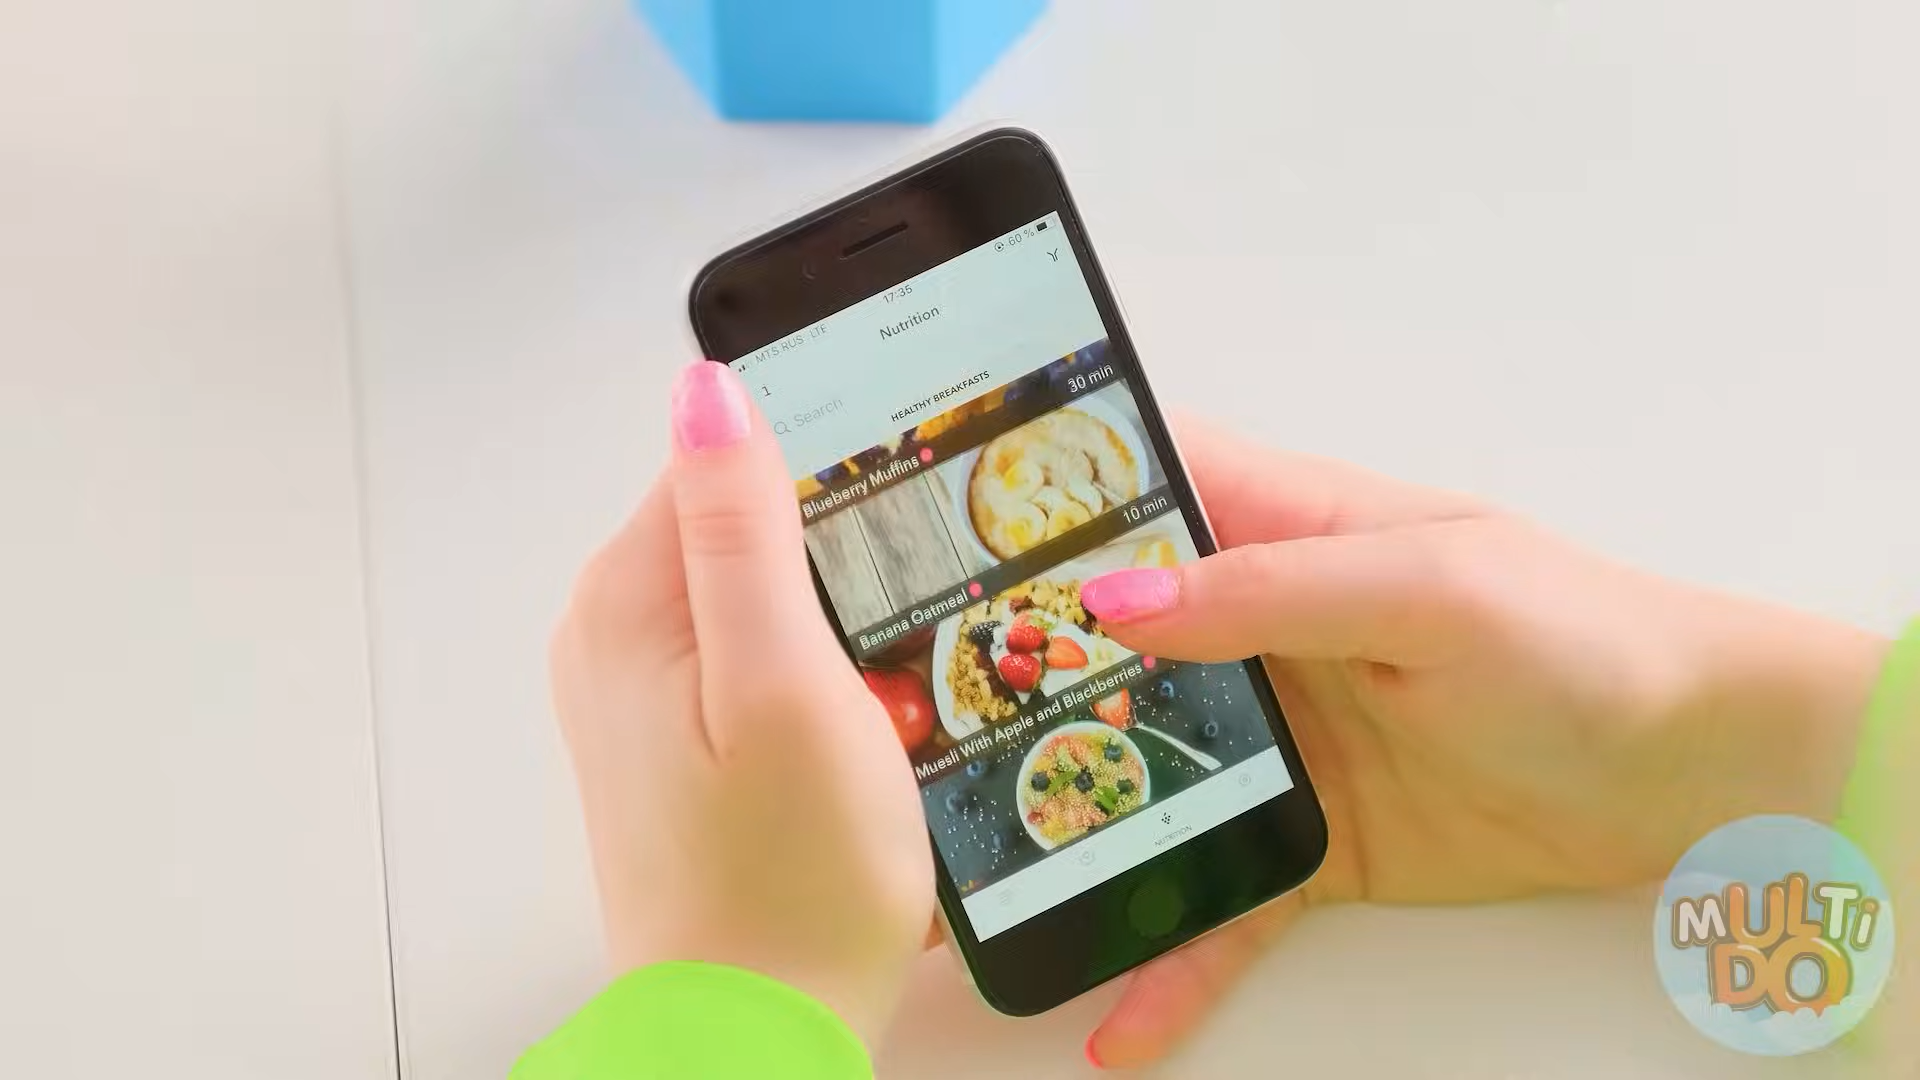 60 %
17:35
MTS RUS LTE
Nutrition
1
Search
HEALTHY BREAKFASTS
30 min
Blueberry Muffins
10 min
Banana Oatmeal
Muesli With Apple and Blackberries
NUTRITION
MULTi
DO